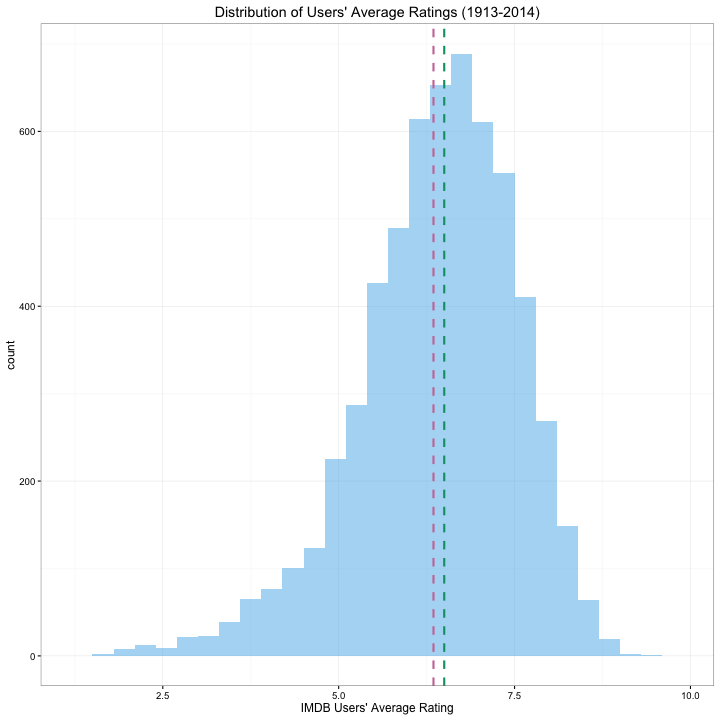 Distribution of Users' Average Ratings (1913-2014)
600
400
200
0
count
2.5 5.0 7.5 10.0
IMDB Users' Average Rating